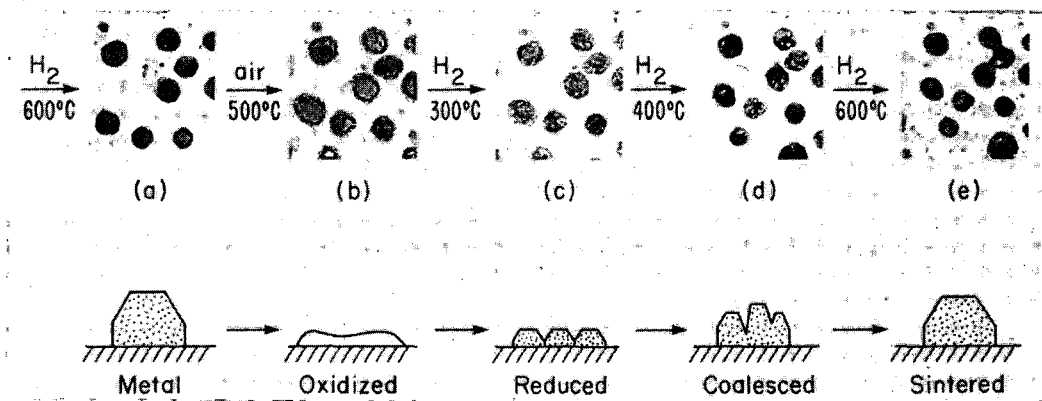 H2 600°C air 500°C H2 300°C H2 400°C H2 600°C
(a) (b) (c) (d) (e)
Metal Oxidized Reduced Coalesced Sintered